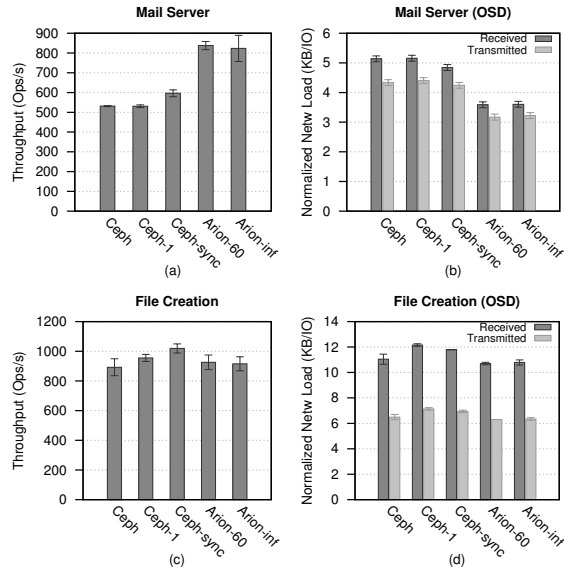 Mail Server
Throughput (Ops/s)
900
800
700
600
500
400
300
200
100
0
Ceph
Ceph-1
Ceph-sync
Arion-60
Arion-inf
(a)
Mail Server (OSD)
Normalized Netw Load (KB/IO)
Received
Transmitted
6
5
4
3
2
1
0
Ceph
Ceph-1
Ceph-sync
Arion-60
Arion-inf
(b)
File Creation
Throughput (Ops/s)
1200
1000
800
600
400
200
0
Ceph
Ceph-1
Ceph-sync
Arion-60
Arion-inf
(c)
File Creation (OSD)
Normalized Netw Load (KB/IO)
Received
Transmitted
14
12
10
8
6
4
2
0
Ceph
Ceph-1
Ceph-sync
Arion-60
Arion-inf
(d)